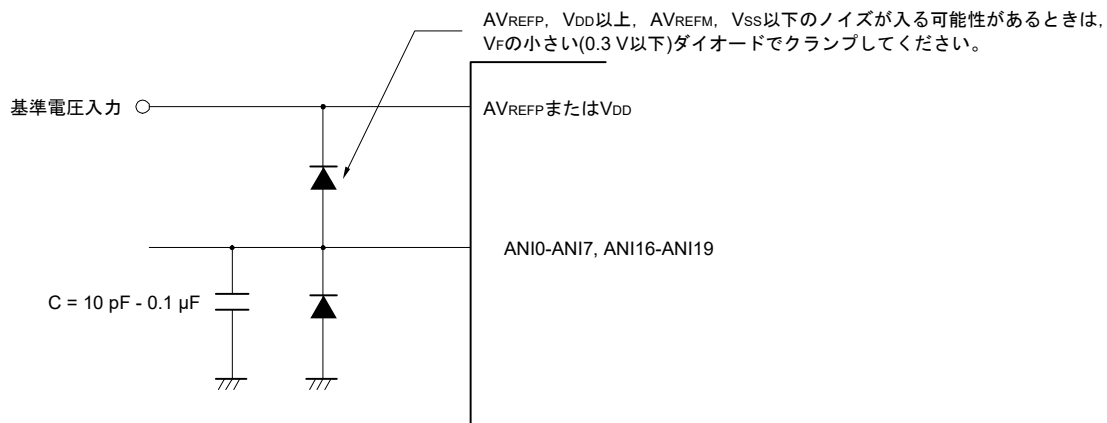 AVREFP, VDD以上, AVREFM, VSS以下のノイズが入る可能性があるときは,
VFの小さい(0.3 V以下)ダイオードでクランプしてください。
基準電圧入力
AVREFPまたはVDD
ANI0-ANI7, ANI16-ANI19
C = 10 pF - 0.1 μF